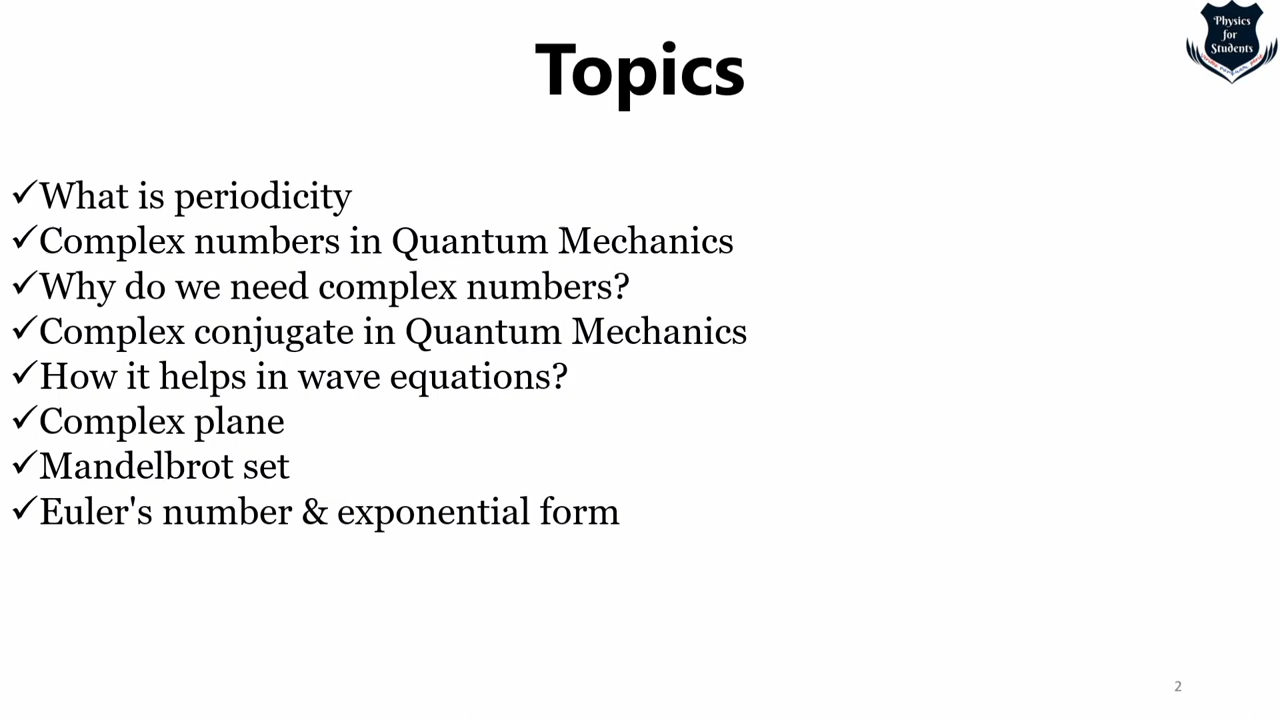 Physics
for
Students
Topics
✓What is periodicity
✓Complex numbers in Quantum Mechanics
✓Why do we need complex numbers?
✓Complex conjugate in Quantum Mechanics
✓How it helps in wave equations?
✓Complex plane
✓Mandelbrot set
✓Euler's number & exponential form
2